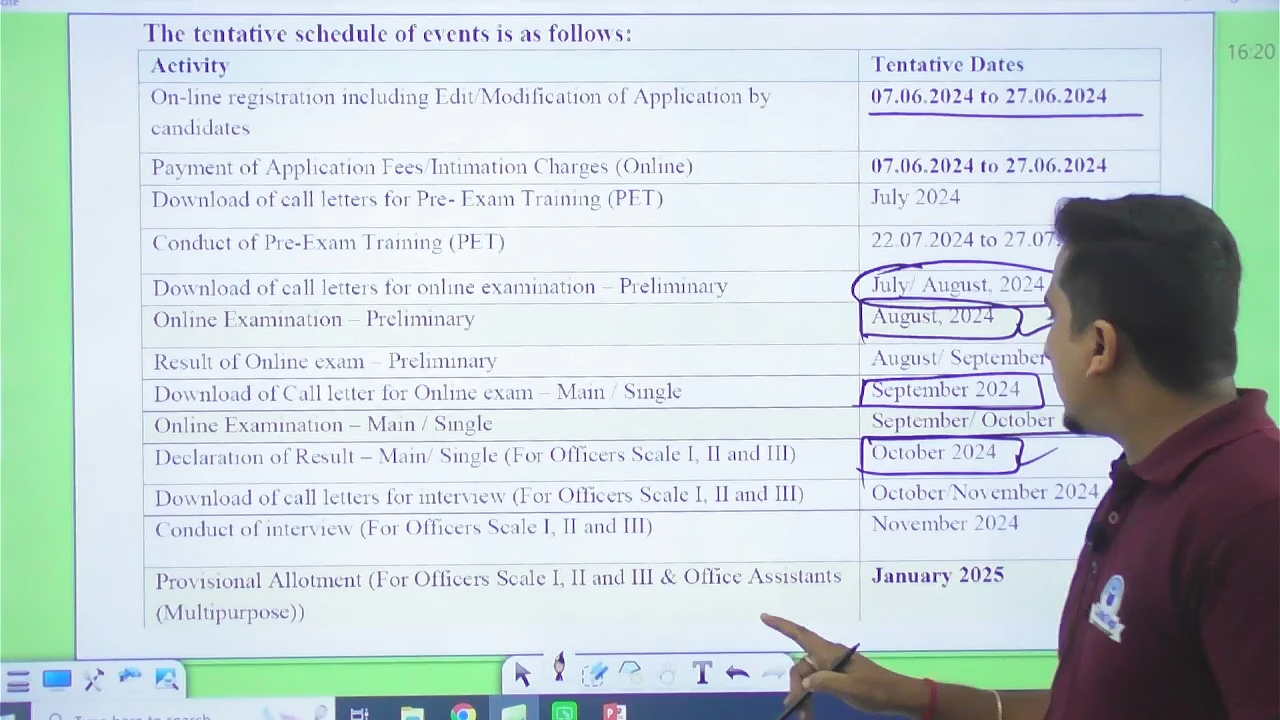 16:20
The tentative schedule of events is as follows:
Activity Tentative Dates
On-line registration including Edit/Modification of Application by 07.06.2024 to 27.06.2024
candidates
Payment of Application Fees/Intimation Charges (Online) 07.06.2024 to 27.06.2024
Download of call letters for Pre- Exam Training (PET) July 2024
Conduct of Pre-Exam Training (PET) 22.07.2024 to 27.07.
Download of call letters for online examination – Preliminary July/ August, 2024
Online Examination – Preliminary August, 2024
Result of Online exam – Preliminary August/ September
Download of Call letter for Online exam – Main / Single September 2024
Online Examination – Main / Single September/ October
Declaration of Result – Main/ Single (For Officers Scale I, II and III) October 2024
Download of call letters for interview (For Officers Scale I, II and III) October/November 2024
Conduct of interview (For Officers Scale I, II and III) November 2024
Provisional Allotment (For Officers Scale I, II and III & Office Assistants January 2025
(Multipurpose))
T
Type here to search